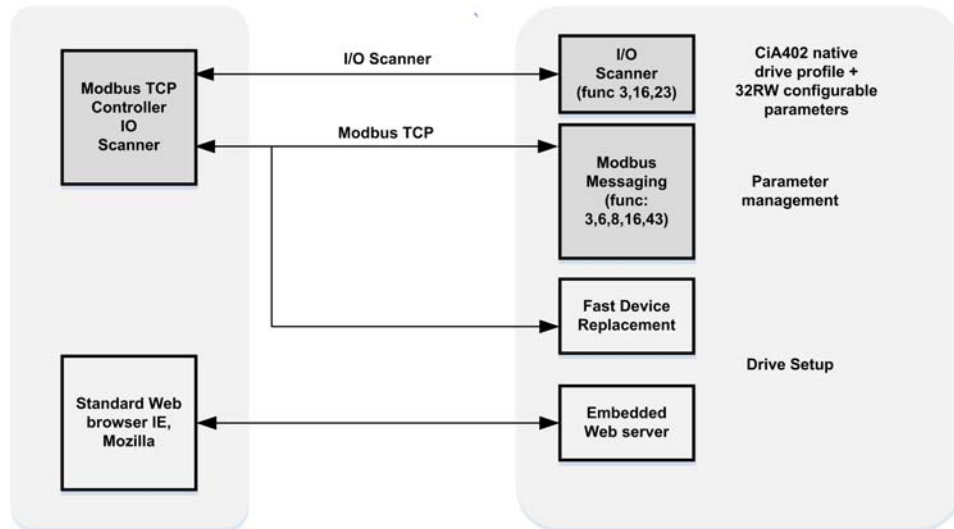 Modbus TCP
Controller
IO
Scanner
I/O Scanner
Modbus TCP
I/O
Scanner
(func 3,16,23)
CiA402 native
drive profile +
32RW configurable
parameters
Modbus
Messaging
(func:
3,6,8,16,43)
Parameter
management
Fast Device
Replacement
Drive Setup
Standard Web
browser IE,
Mozilla
Embedded
Web server